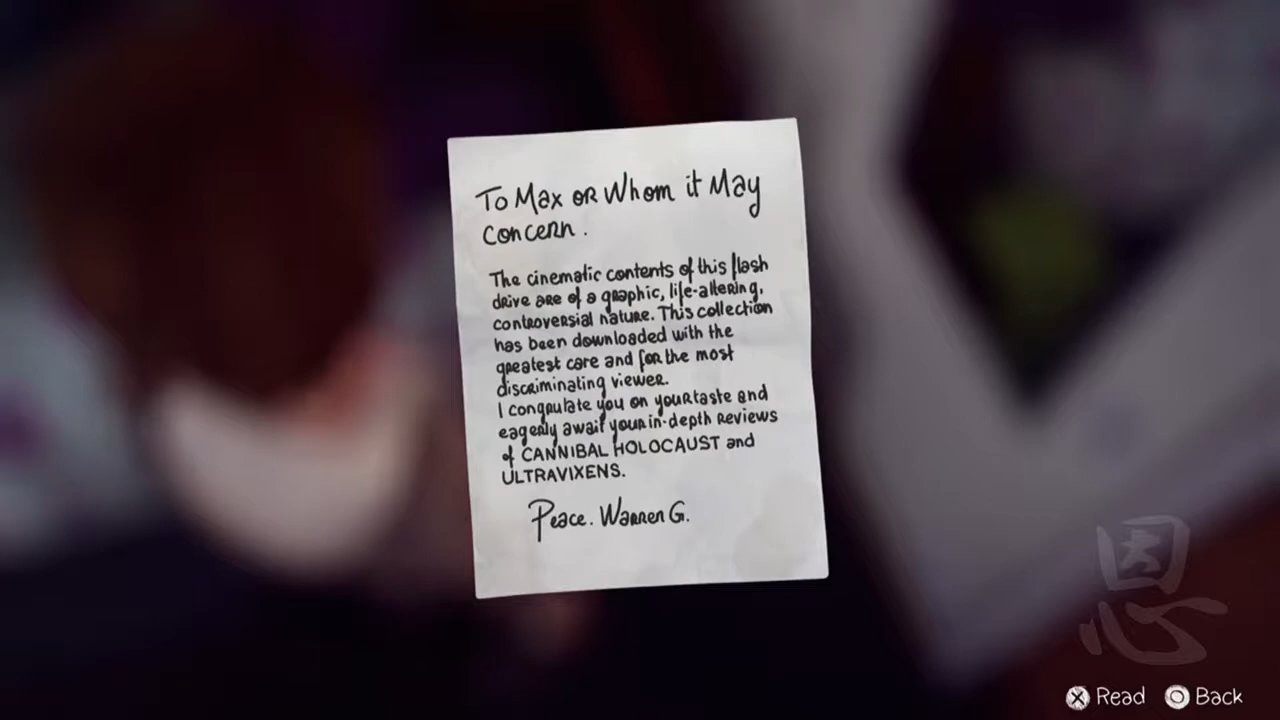 To Max or Whom it May
Concern.
The cinematic contents of this flash
drive are of a graphic, life-altering,
controversial nature. This collection
has been downloaded with the
greatest care and for the most
discriminating viewer.
I congrulate you on your taste and
eagerly await your in-depth reviews
of CANNIBAL HOLOCAUST and
ULTRAVIXENS.
Peace. Warren G.
恩
Read
Back